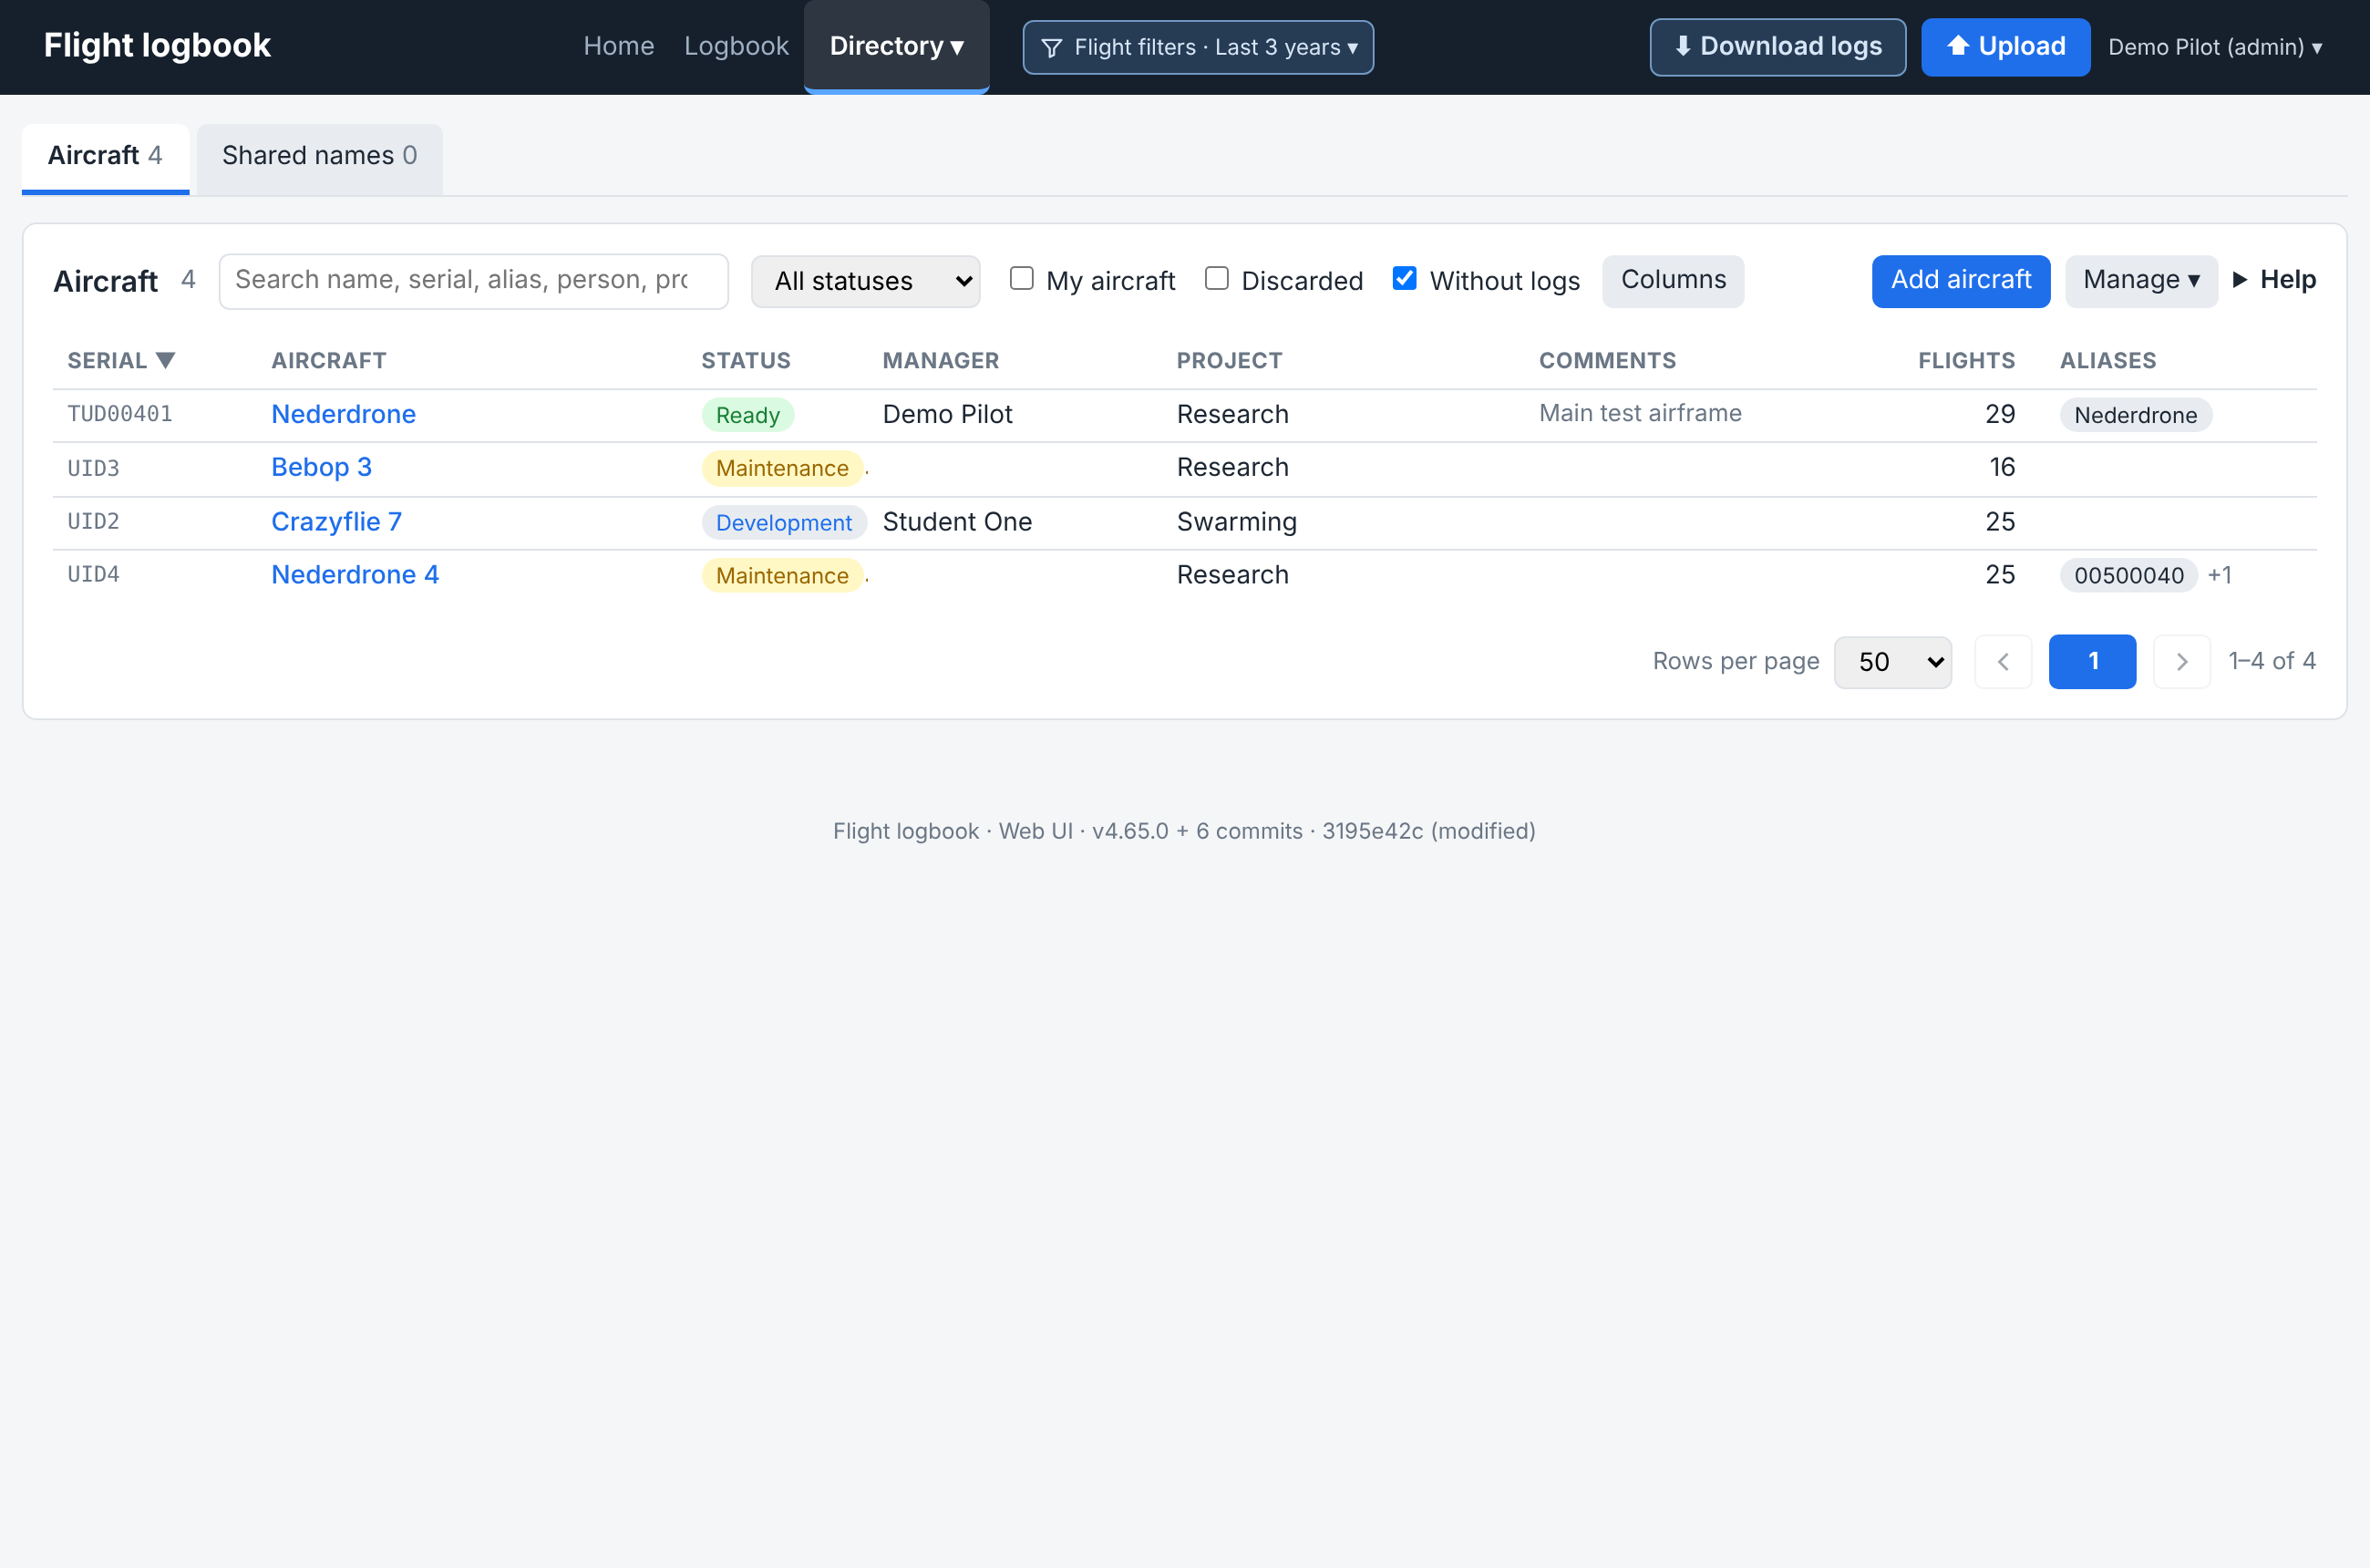 Flight logbook Home Logbook Directory ▾ Flight filters · Last 3 years ▾ ⬇ Download logs ⬆ Upload Demo Pilot (admin) ▾
Aircraft 4 Shared names 0
Aircraft 4 Search name, serial, alias, person, prc All statuses My aircraft Discarded Without logs Columns Add aircraft Manage ▾ ▶ Help
SERIAL ▼ AIRCRAFT STATUS MANAGER PROJECT COMMENTS FLIGHTS ALIASES
TUD00401 Nederdrone Ready Demo Pilot Research Main test airframe 29 Nederdrone
UID3 Bebop 3 Maintenance Research 16
UID2 Crazyflie 7 Development Student One Swarming 25
UID4 Nederdrone 4 Maintenance Research 25 00500040 +1
Rows per page 50 ‹ 1 › 1–4 of 4
Flight logbook · Web UI · v4.65.0 + 6 commits · 3195e42c (modified)